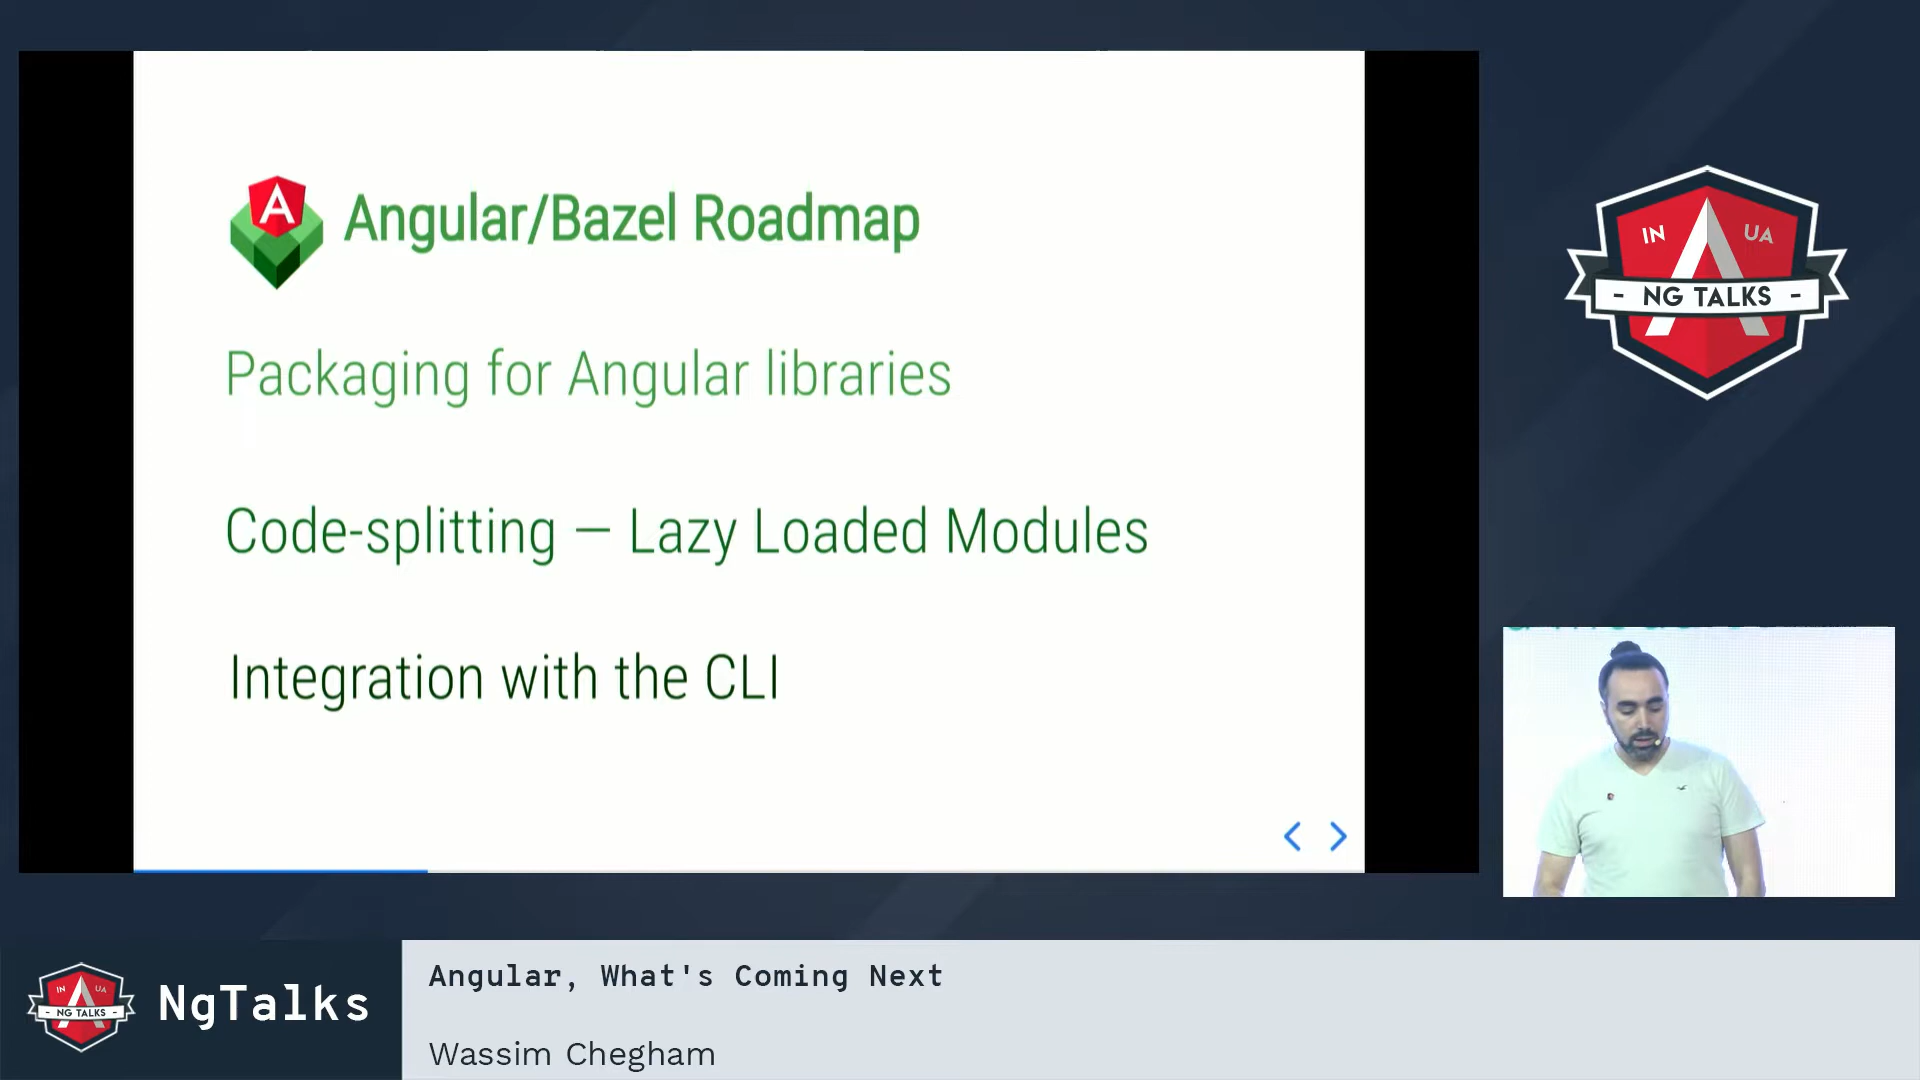 A Angular/Bazel Roadmap
Packaging for Angular libraries
Code-splitting — Lazy Loaded Modules
Integration with the CLI
IN UA
- NG TALKS -
IN UA
- NG TALKS -
NgTalks
Angular, What's Coming Next
Wassim Chegham